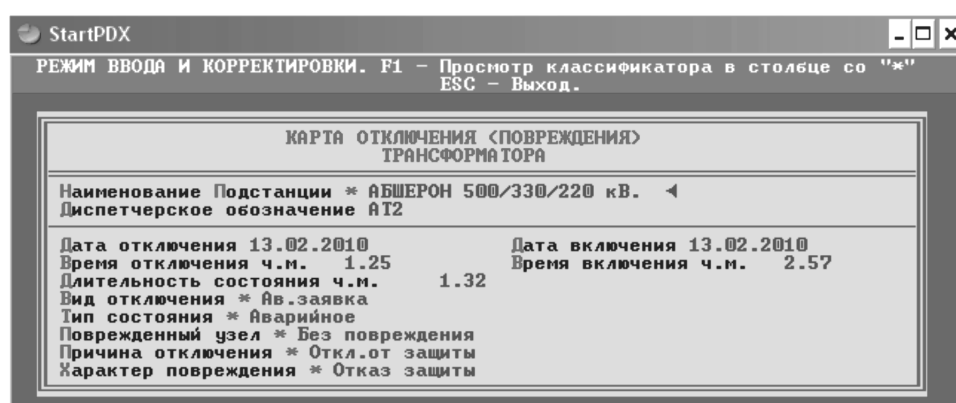 StartPDX
РЕЖИМ ВВОДА И КОРРЕКТИРОВКИ. F1 – Просмотр классификатора в столбце со "*"
ESC – Выход.
КАРТА ОТКЛЮЧЕНИЯ <ПОВРЕЖДЕНИЯ>
ТРАНСФОРМАТОРА
Наименование Подстанции * АБШЕРОН 500/330/220 кВ. ◄
Диспетчерское обозначение АТ2
Дата отключения 13.02.2010 Дата включения 13.02.2010
Время отключения ч.м. 1.25 Время включения ч.м. 2.57
Длительность состояния ч.м. 1.32
Вид отключения * Ав.заявка
Тип состояния * Аварийное
Поврежденный узел * Без повреждения
Причина отключения * Откл.от защиты
Характер повреждения * Отказ защиты